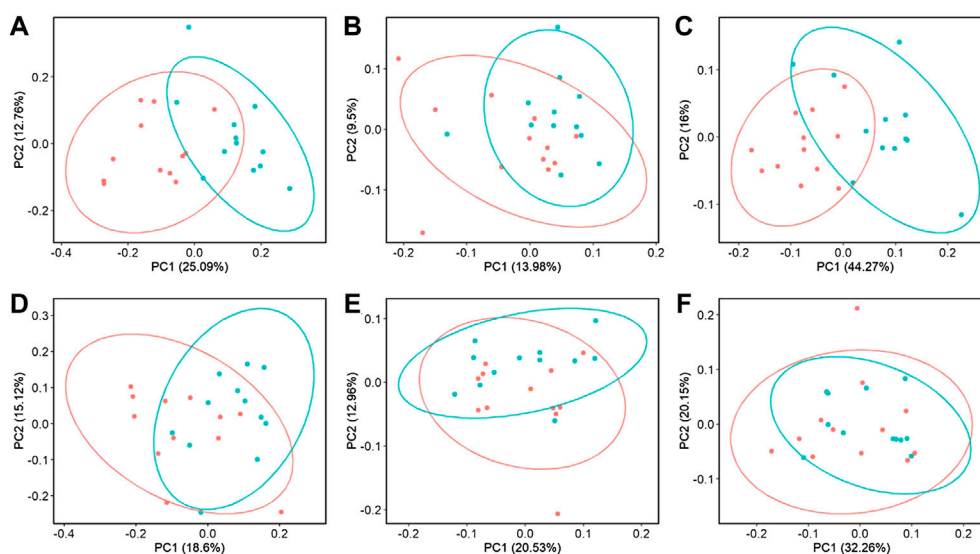 A
B
C
PC2 (12.76%)
0.2
0.0
-0.2
-0.4
-0.2
0.0
0.2
0.4
PC1 (25.09%)
PC2 (9.5%)
0.1
0.0
-0.1
-0.2
-0.1
0.0
0.1
0.2
PC1 (13.98%)
PC2 (16%)
0.1
0.0
-0.1
-0.2
-0.1
0.0
0.1
0.2
PC1 (44.27%)
D
E
F
PC2 (15.12%)
0.3
0.2
0.1
0.0
-0.1
-0.2
-0.4
-0.2
0.0
0.2
PC1 (18.6%)
PC2 (12.96%)
0.1
0.0
-0.1
-0.2
-0.2
-0.1
0.0
0.1
0.2
PC1 (20.53%)
PC2 (20.15%)
0.2
0.1
0.0
-0.1
-0.2
-0.1
0.0
0.1
0.2
PC1 (32.26%)